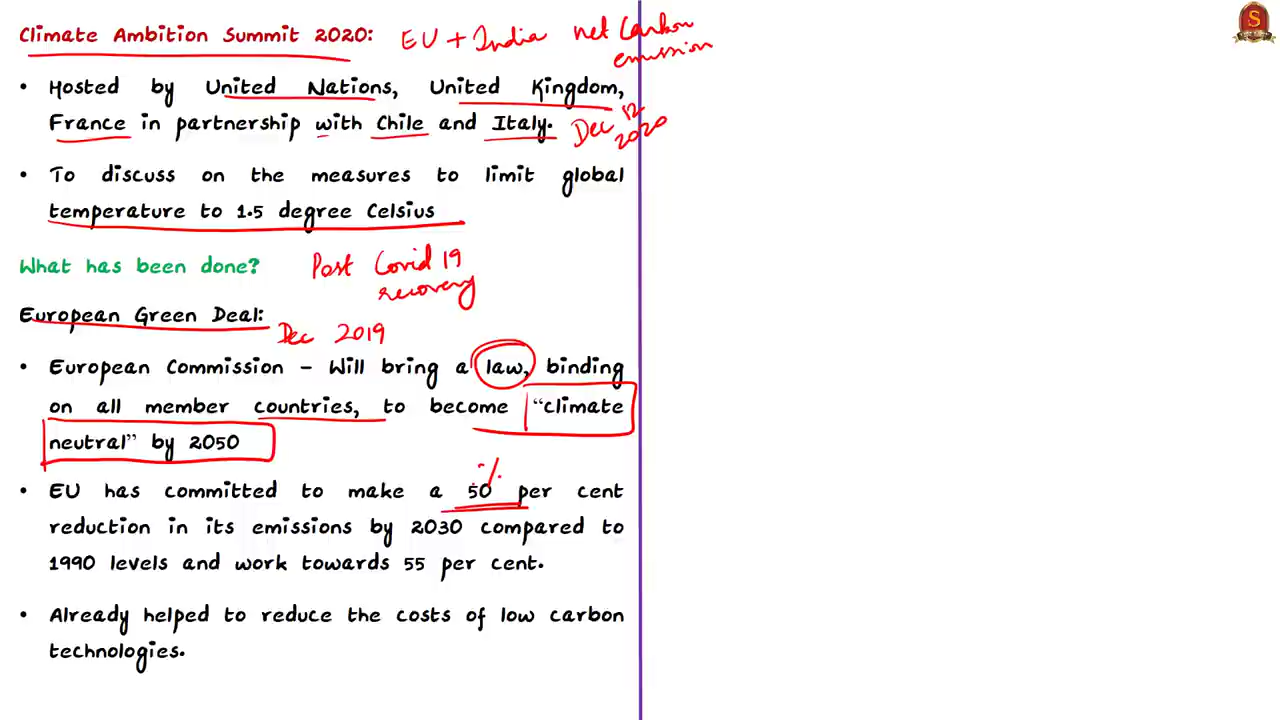 Climate Ambition Summit 2020: EU + India net Carbon
emission
• Hosted by United Nations, United Kingdom,
France in partnership with Chile and Italy. Dec 12
2020
• To discuss on the measures to limit global
temperature to 1.5 degree Celsius
What has been done? Post Covid 19
recovery
European Green Deal:
Dec 2019
• European Commission – Will bring a law, binding
on all member countries, to become “climate
neutral” by 2050
%
• EU has committed to make a 50 per cent
reduction in its emissions by 2030 compared to
1990 levels and work towards 55 per cent.
• Already helped to reduce the costs of low carbon
technologies.
S